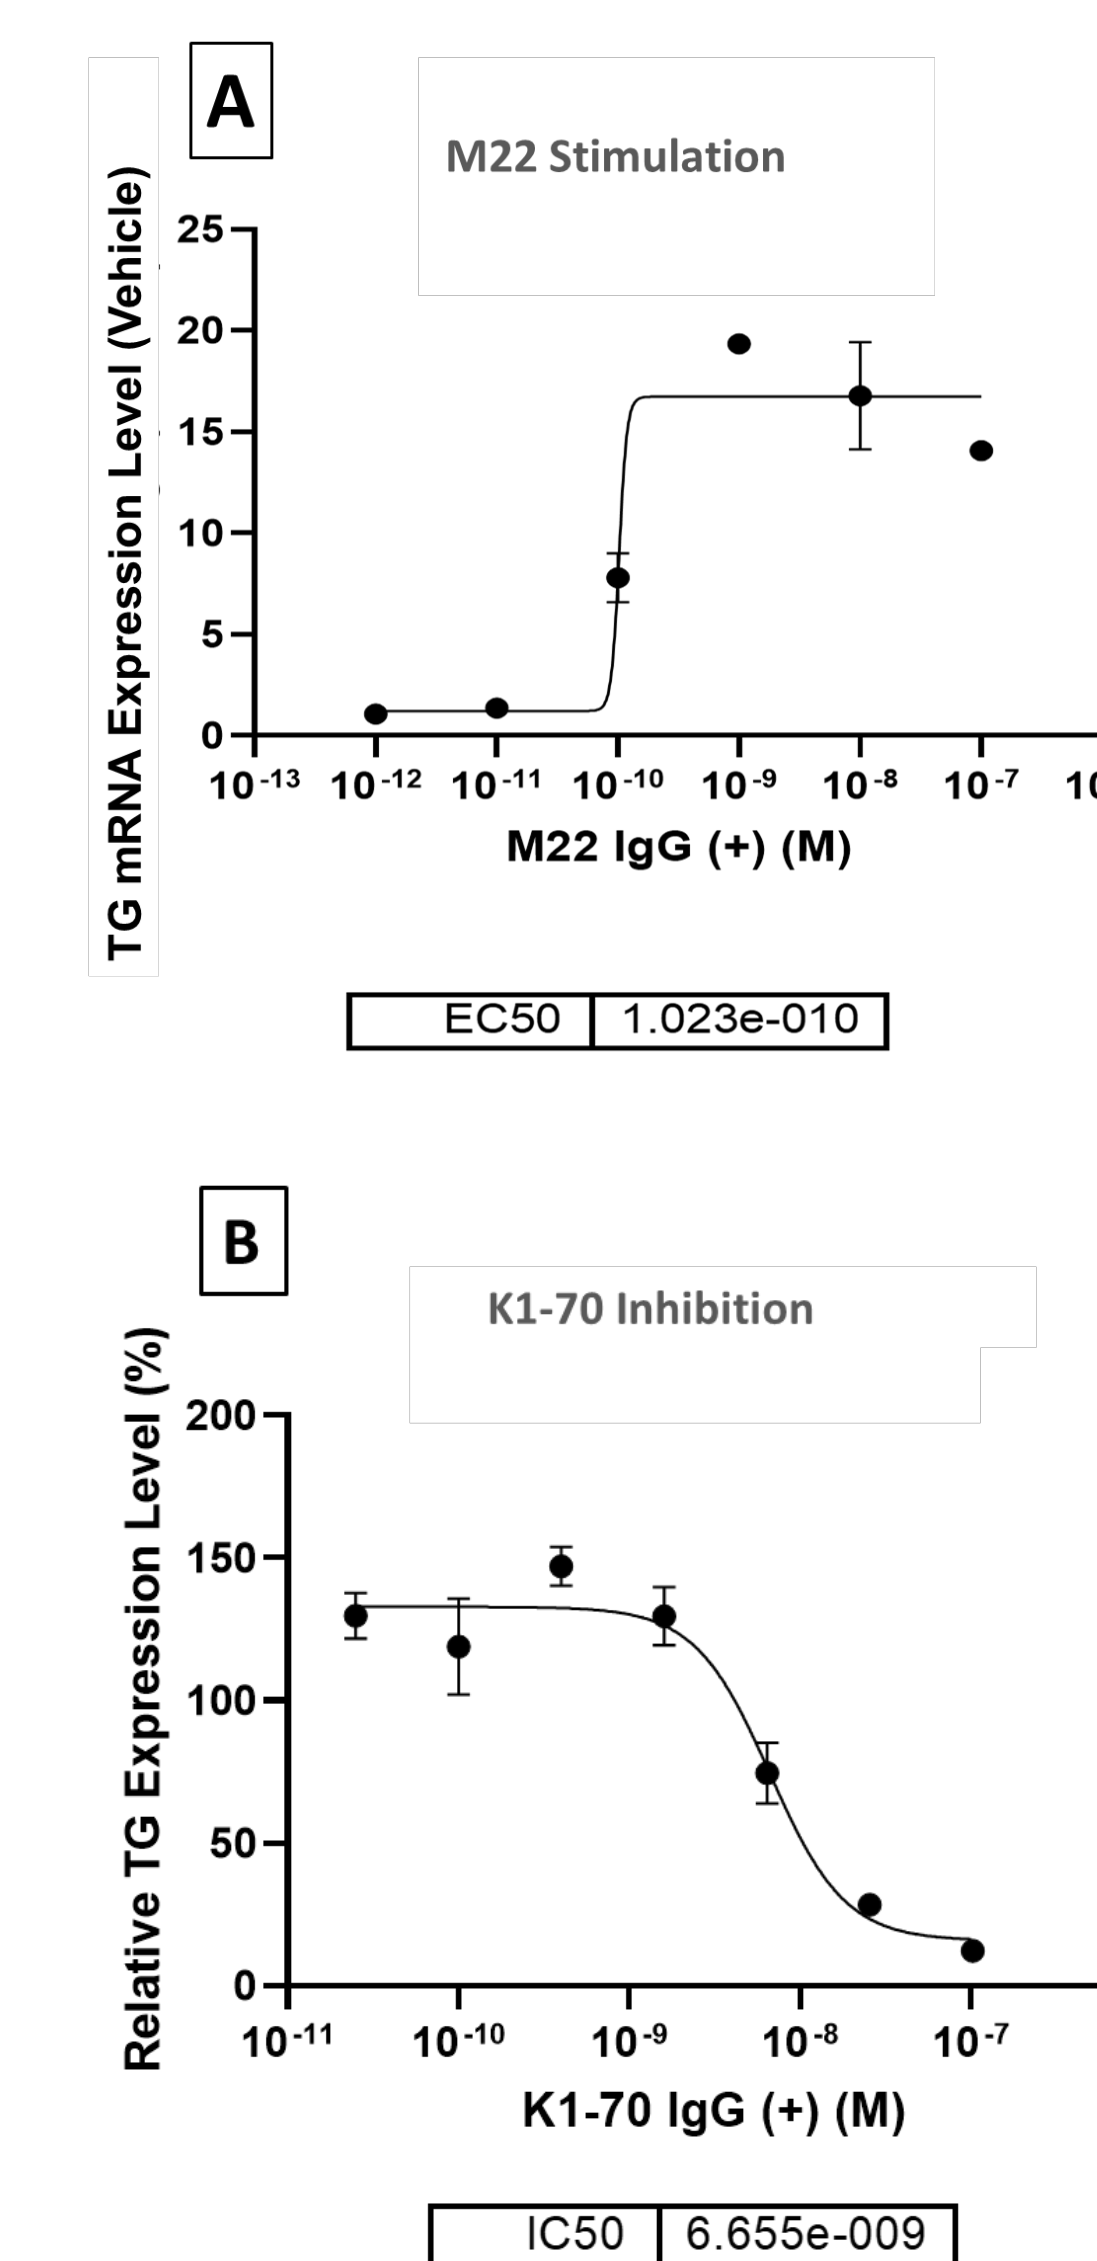 A
M22 Stimulation
TG mRNA Expression Level (Vehicle)
25
20
15
10
5
0
10-13 10-12 10-11 10-10 10-9 10-8 10-7 10
M22 IgG (+) (M)
EC50 1.023e-010
B
K1-70 Inhibition
Relative TG Expression Level (%)
200
150
100
50
0
10-11 10-10 10-9 10-8 10-7
K1-70 IgG (+) (M)
IC50 6.655e-009